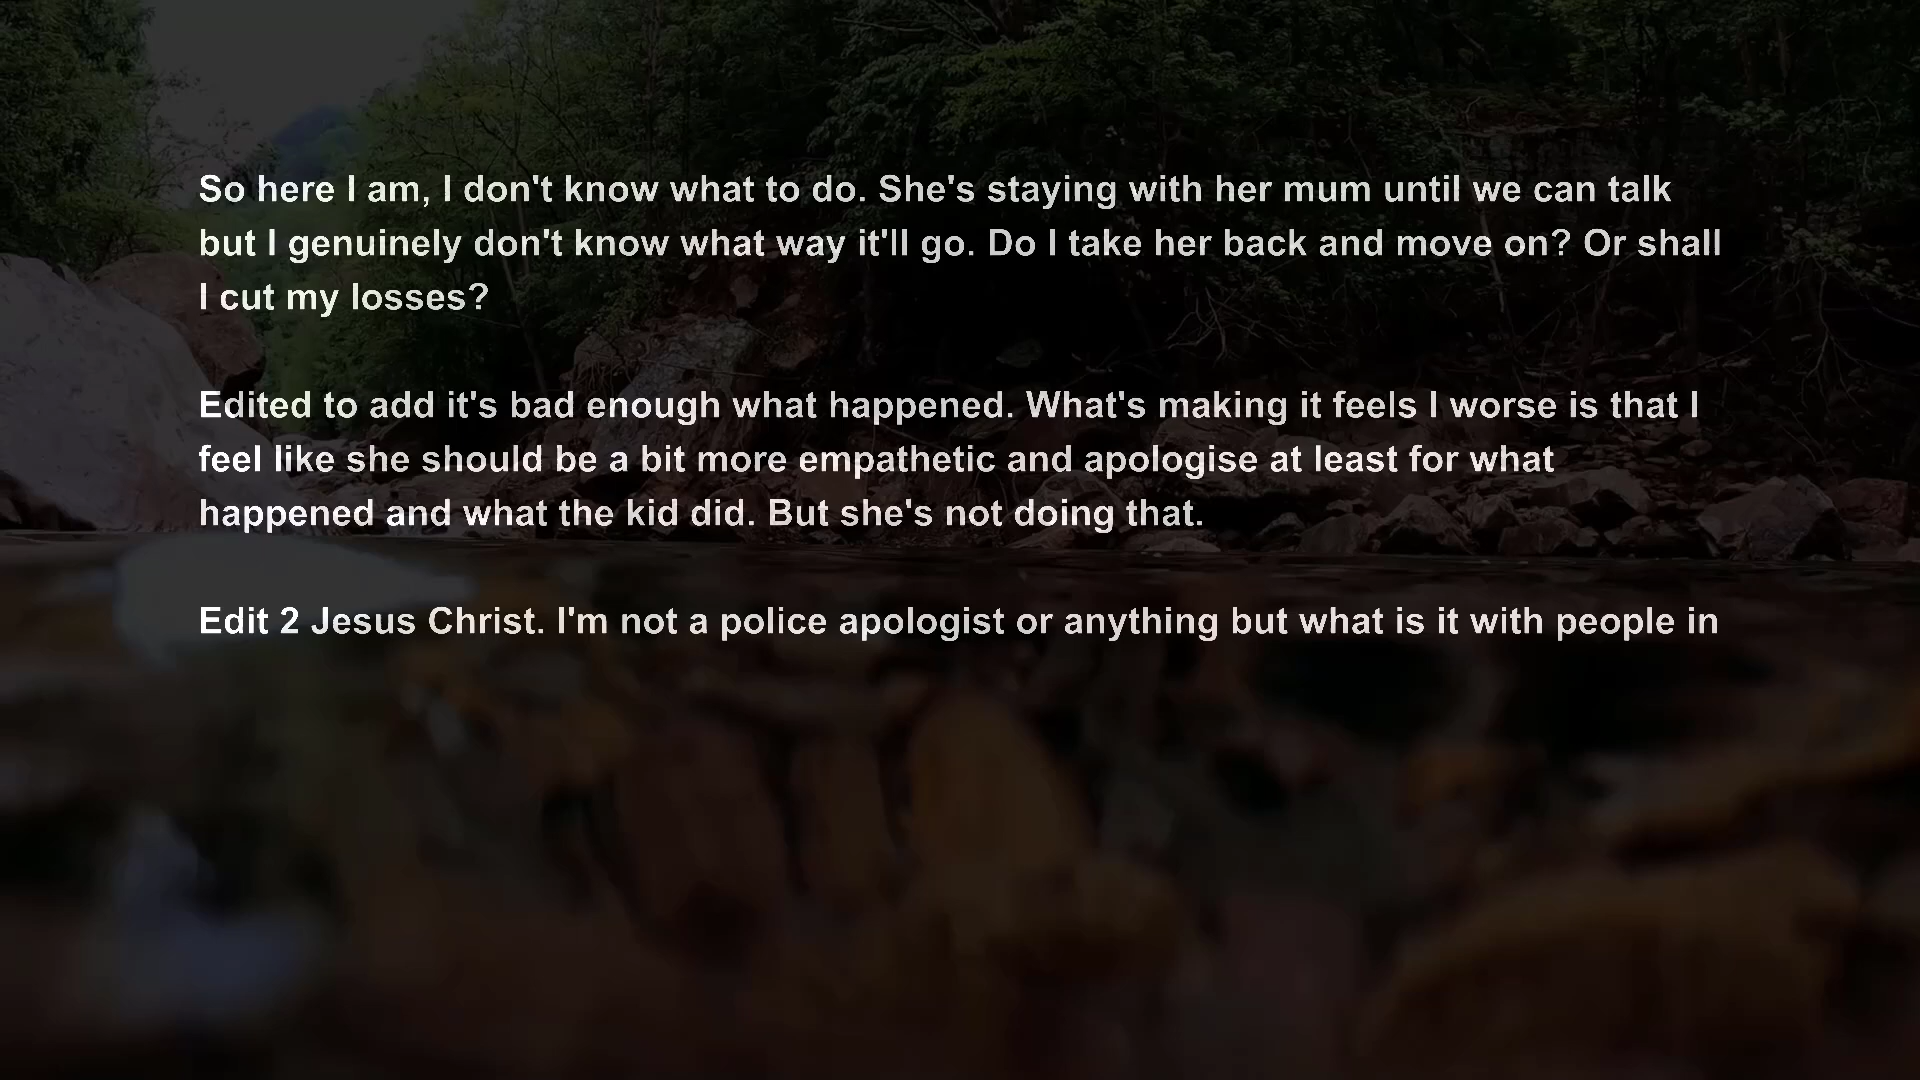 So here I am, I don't know what to do. She's staying with her mum until we can talk
but I genuinely don't know what way it'll go. Do I take her back and move on? Or shall
I cut my losses?
Edited to add it's bad enough what happened. What's making it feels I worse is that I
feel like she should be a bit more empathetic and apologise at least for what
happened and what the kid did. But she's not doing that.
Edit 2 Jesus Christ. I'm not a police apologist or anything but what is it with people in